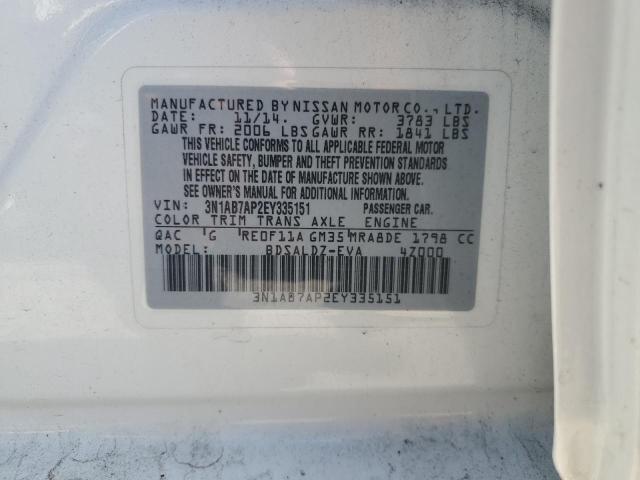 MANUFACTURED BY NISSAN MOTOR CO., LTD.
DATE: 11/14. GVWR: 3783 LBS
GAWR FR: 2006 LBS GAWR RR: 1841 LBS
THIS VEHICLE CONFORMS TO ALL APPLICABLE FEDERAL MOTOR
VEHICLE SAFETY, BUMPER AND THEFT PREVENTION STANDARDS
IN EFFECT ON THE DATE OF MANUFACTURE SHOWN ABOVE.
SEE OWNER'S MANUAL FOR ADDITIONAL INFORMATION.
VIN: 3N1AB7AP2EY335151 PASSENGER CAR.
COLOR TRIM TRANS AXLE ENGINE
QAC G RE0F11A GM35 MRA8DE 1798 CC
MODEL: BDSALDZ-EVA 4Z000
3N1AB7AP2EY335151